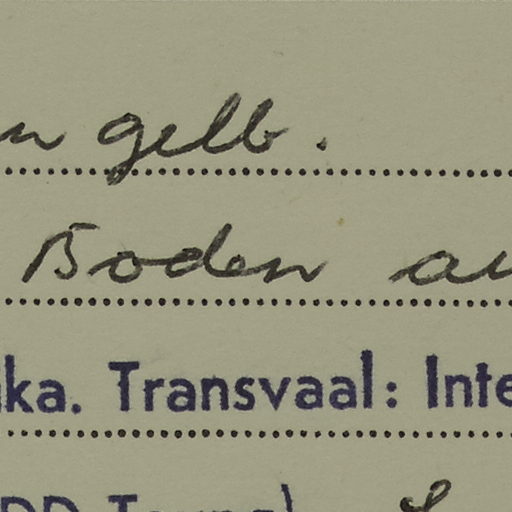 gelb.
Boden
ka. Transvaal: Inte